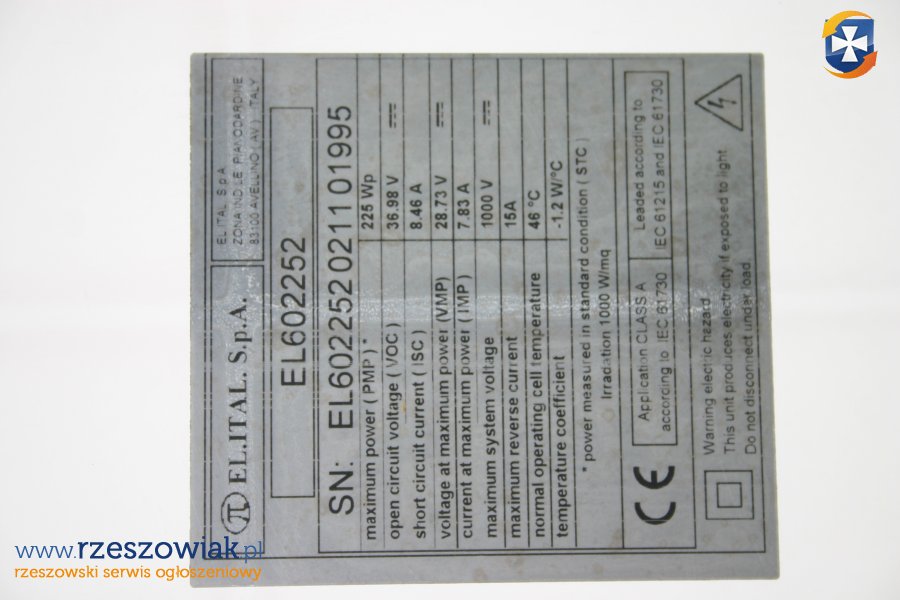 EL.ITAL. S.p.A.
EL.ITAL. S.p.A.
ZONA IND.LE PIANODARDINE
83100 AVELLINO ( AV ) ITALY
EL602252
SN: EL602252 0211 01995
maximum power ( PMP ) * 225 Wp
open circuit voltage ( VOC ) 36.98 V
short circuit current ( ISC ) 8.46 A
voltage at maximum power (VMP) 28.73 V
current at maximum power ( IMP ) 7.83 A
maximum system voltage 1000 V
maximum reverse current 15A
normal operating cell temperature 46 °C
temperature coefficient -1.2 W/°C
* power measured in standard condition ( STC )
Irradation 1000 W/mq
CE
Application CLASS A
according to IEC 61730
Leaded according to
IEC 61215 and IEC 61730
Warning electric hazard
This unit produces electricity if exposed to light
Do not disconnect under load
www.rzeszowiak.pl
rzeszowski serwis ogłoszeniowy